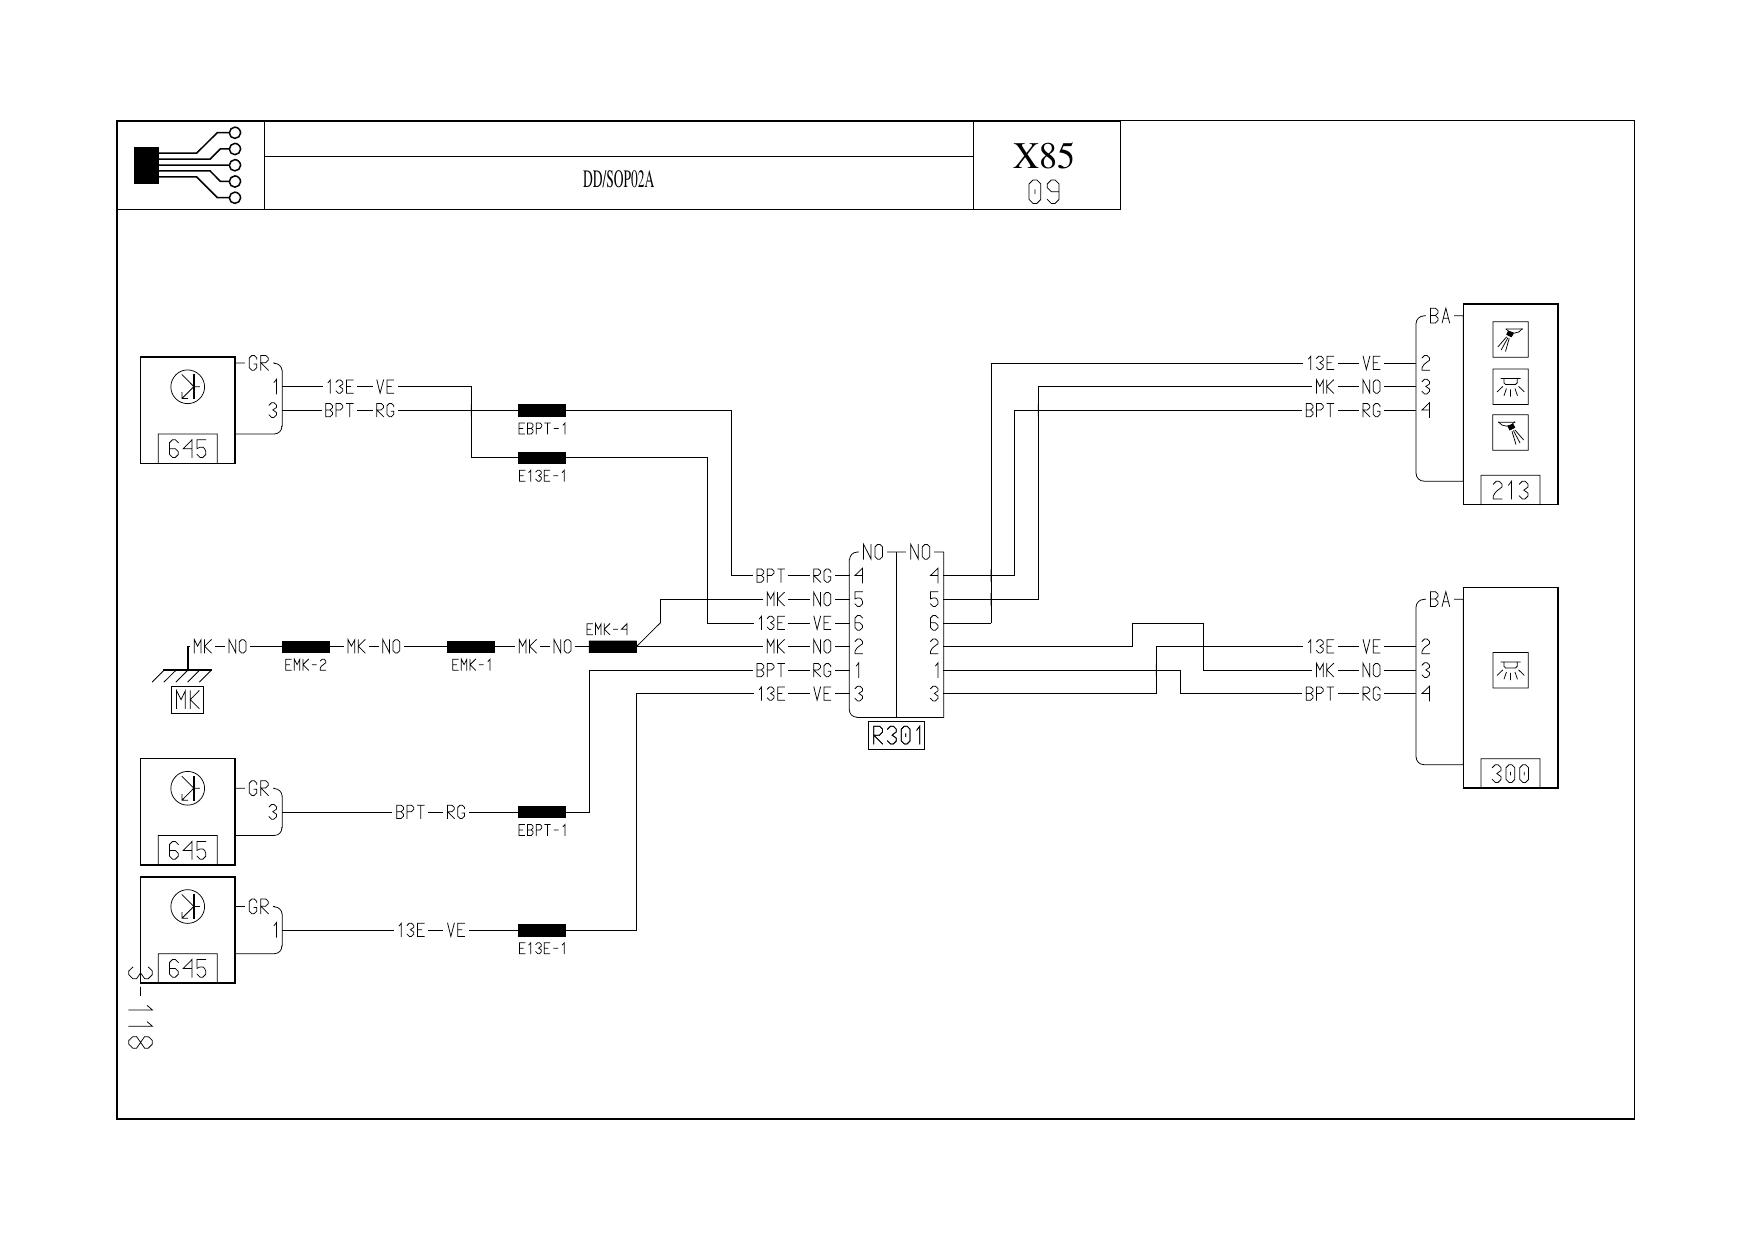 X85
DD/SOP02A
09
BA
GR
13E VE 2
1 13E VE
MK NO 3
3 BPT RG
EBPT-1
BPT RG 4
645
E13E-1
213
NO NO
BPT RG 4 4
MK NO 5 5
BA
13E VE 6 6
EMK-4
MK NO MK NO MK NO MK NO 2 2
13E VE 2
EMK-2 EMK-1
BPT RG 1 1
MK NO 3
MK
13E VE 3 3
BPT RG 4
R301
300
GR
3 BPT RG
EBPT-1
645
GR
1 13E VE
E13E-1
645
3-118